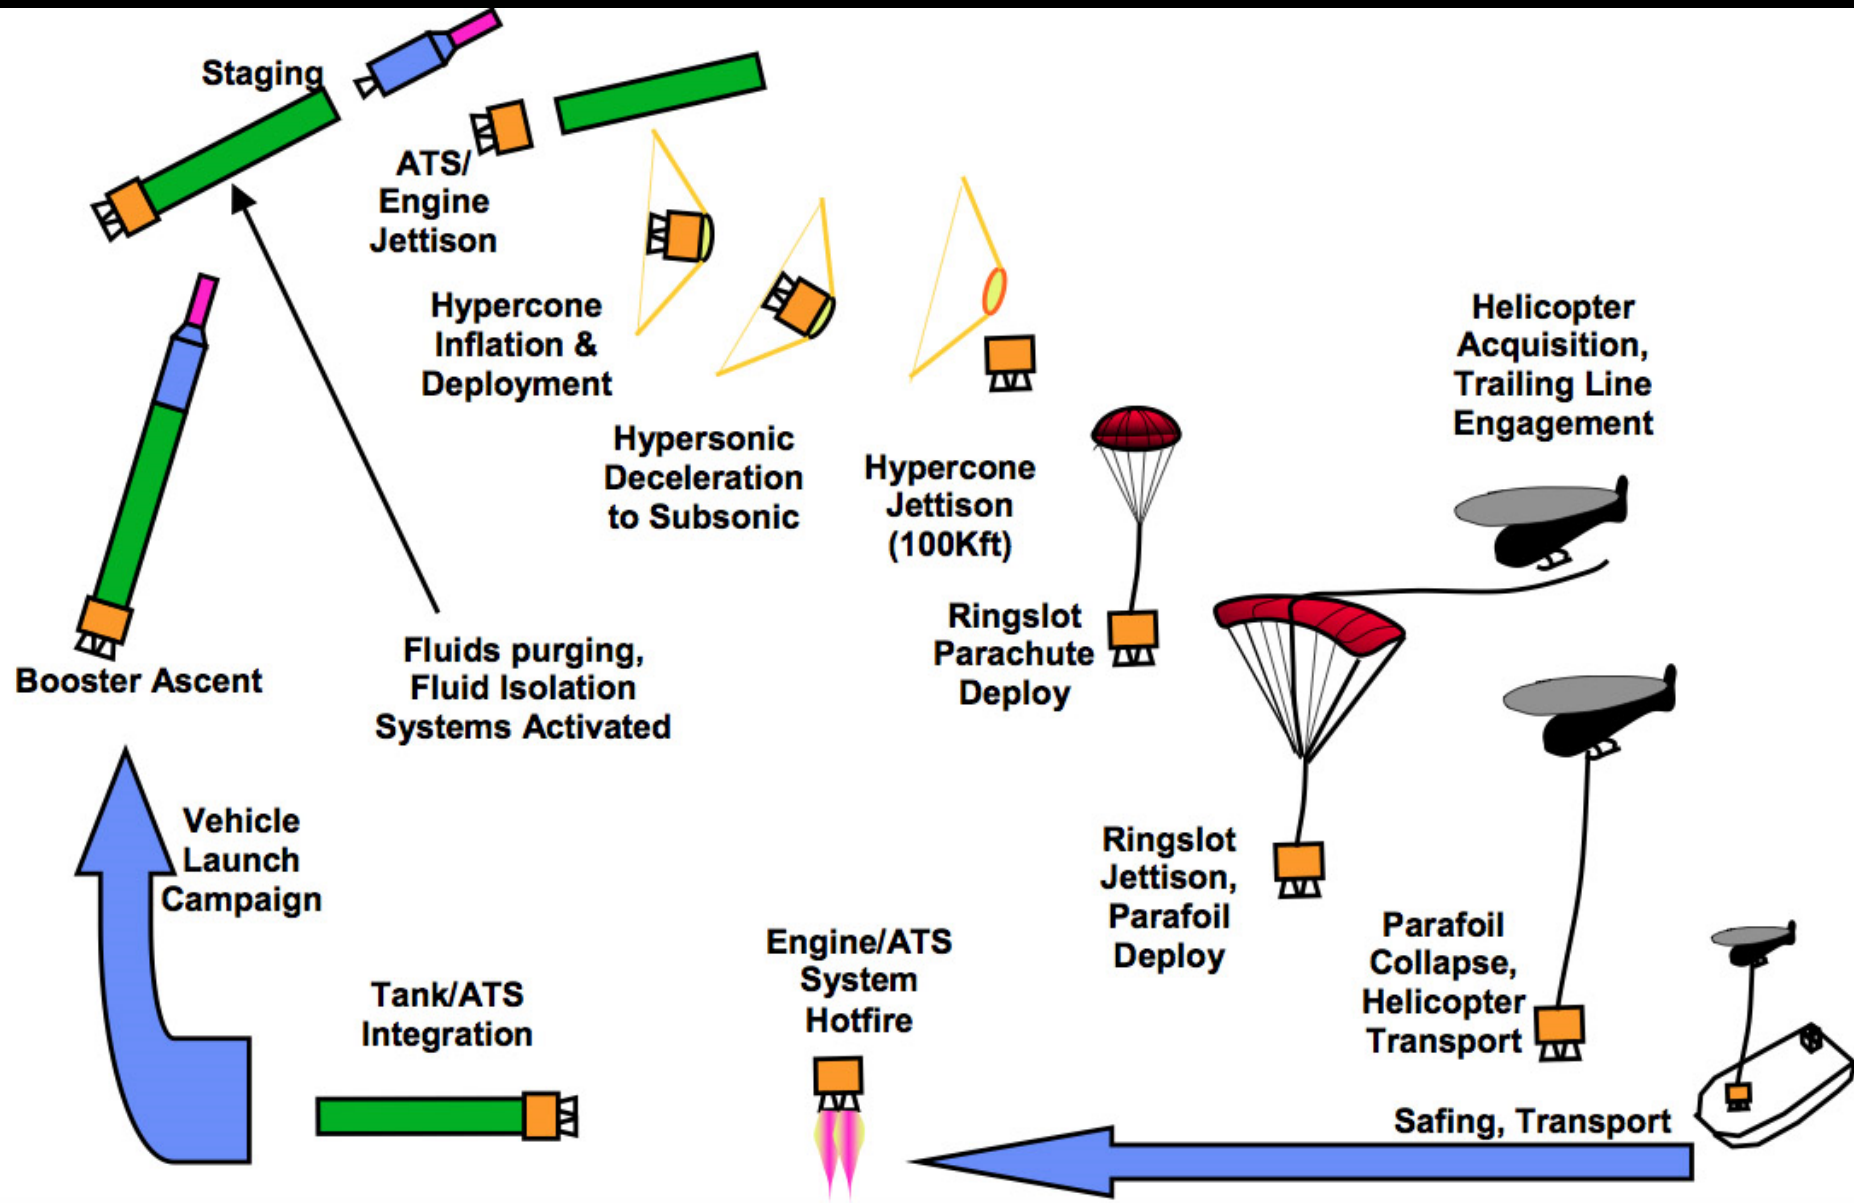 Staging
ATS/
Engine
Jettison
Hypercone
Inflation &
Deployment
Hypersonic
Deceleration
to Subsonic
Hypercone
Jettison
(100Kft)
Helicopter
Acquisition,
Trailing Line
Engagement
Ringslot
Parachute
Deploy
Booster Ascent
Fluids purging,
Fluid Isolation
Systems Activated
Vehicle
Launch
Campaign
Ringslot
Jettison,
Parafoil
Deploy
Parafoil
Collapse,
Helicopter
Transport
Engine/ATS
System
Hotfire
Tank/ATS
Integration
Safing, Transport